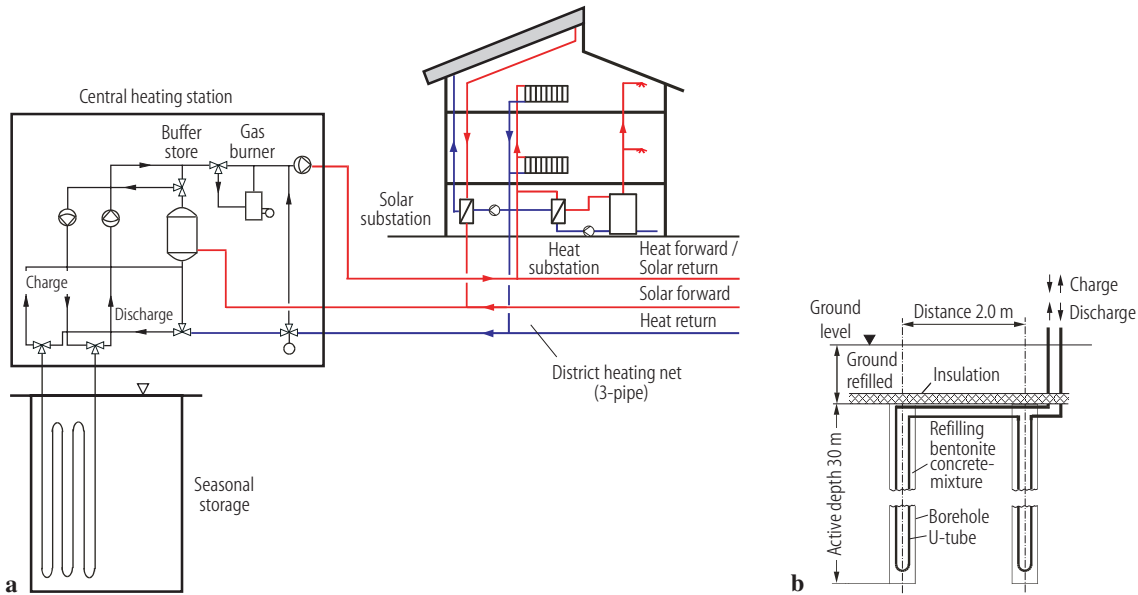 Central heating station
Buffer
store
Gas
burner
Charge
Discharge
Seasonal
storage
a
Solar
substation
Heat
substation
Heat forward /
Solar return
Solar forward
Heat return
District heating net
(3-pipe)
Charge
Discharge
Ground
level
Distance 2.0 m
Ground
refilled
Insulation
Active depth 30 m
Refilling
bentonite
concrete-
mixture
Borehole
U-tube
b